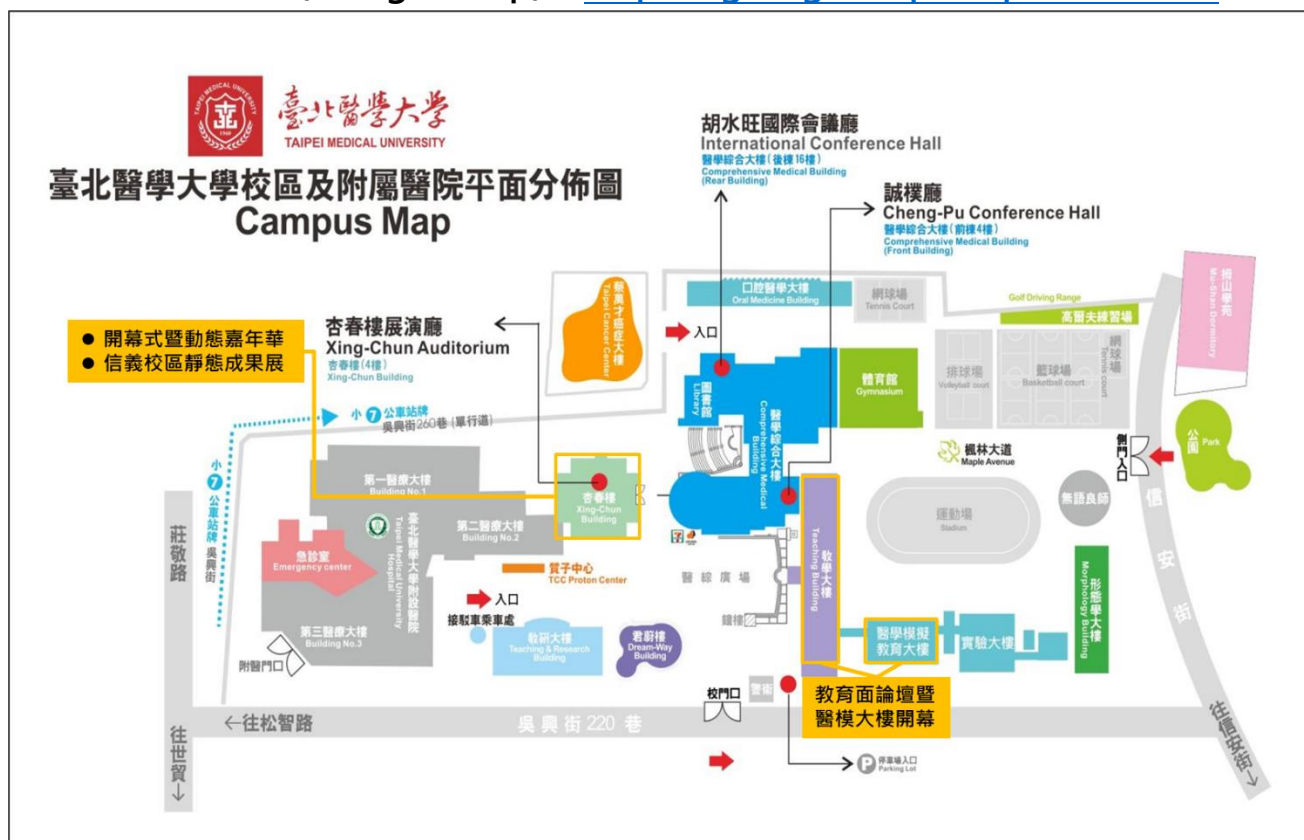 臺北醫學大學
TAIPEI MEDICAL UNIVERSITY
臺北醫學大學校區及附屬醫院平面分佈圖
Campus Map
胡水旺國際會議廳
International Conference Hall
醫學綜合大樓(後棟16樓)
Comprehensive Medical Building
(Rear Building)
誠樸廳
Cheng-Pu Conference Hall
醫學綜合大樓(前棟4樓)
Comprehensive Medical Building
(Front Building)
拇山學苑
Mu-Shan Dormitory
蔡萬才癌症大樓
Taipei Cancer Center
口腔醫學大樓
Oral Medicine Building
網球場
Tennis Court
Golf Driving Range
高爾夫練習場
● 開幕式暨動態嘉年華
● 信義校區靜態成果展
杏春樓展演廳
Xing-Chun Auditorium
杏春樓(4樓)
Xing-Chun Building
入口
圖書館
Library
醫學綜合大樓
Comprehensive Medical
Building
體育館
Gymnasium
排球場
Volleyball court
籃球場
Basketball court
網球場
Tennis court
小7公車站牌
吳興街260巷 (單行道)
小7公車站牌 吳興街
楓林大道
Maple Avenue
側門入口
公園
Park
第一醫療大樓
Building No.1
杏春樓
Xing-Chun
Building
第二醫療大樓
Building No.2
臺北醫學大學附設醫院
Taipei Medical University
Hospital
急診室
Emergency center
第三醫療大樓
Building No.3
附醫門口
質子中心
TCC Proton Center
入口
接駁車乘車處
教研大樓
Teaching & Research
Building
君蔚樓
Dream-Way
Building
醫綜廣場
鐘樓
教學大樓
Teaching Building
運動場
Stadium
無語良師
形態學大樓
Morphology Building
醫學模擬
教育大樓
實驗大樓
教育面論壇暨
醫模大樓開幕
警衛
校門口
莊敬路
往世貿→
←往松智路
吳興街220巷
P
停車場入口
Parking Lot
信安街
往信安街→